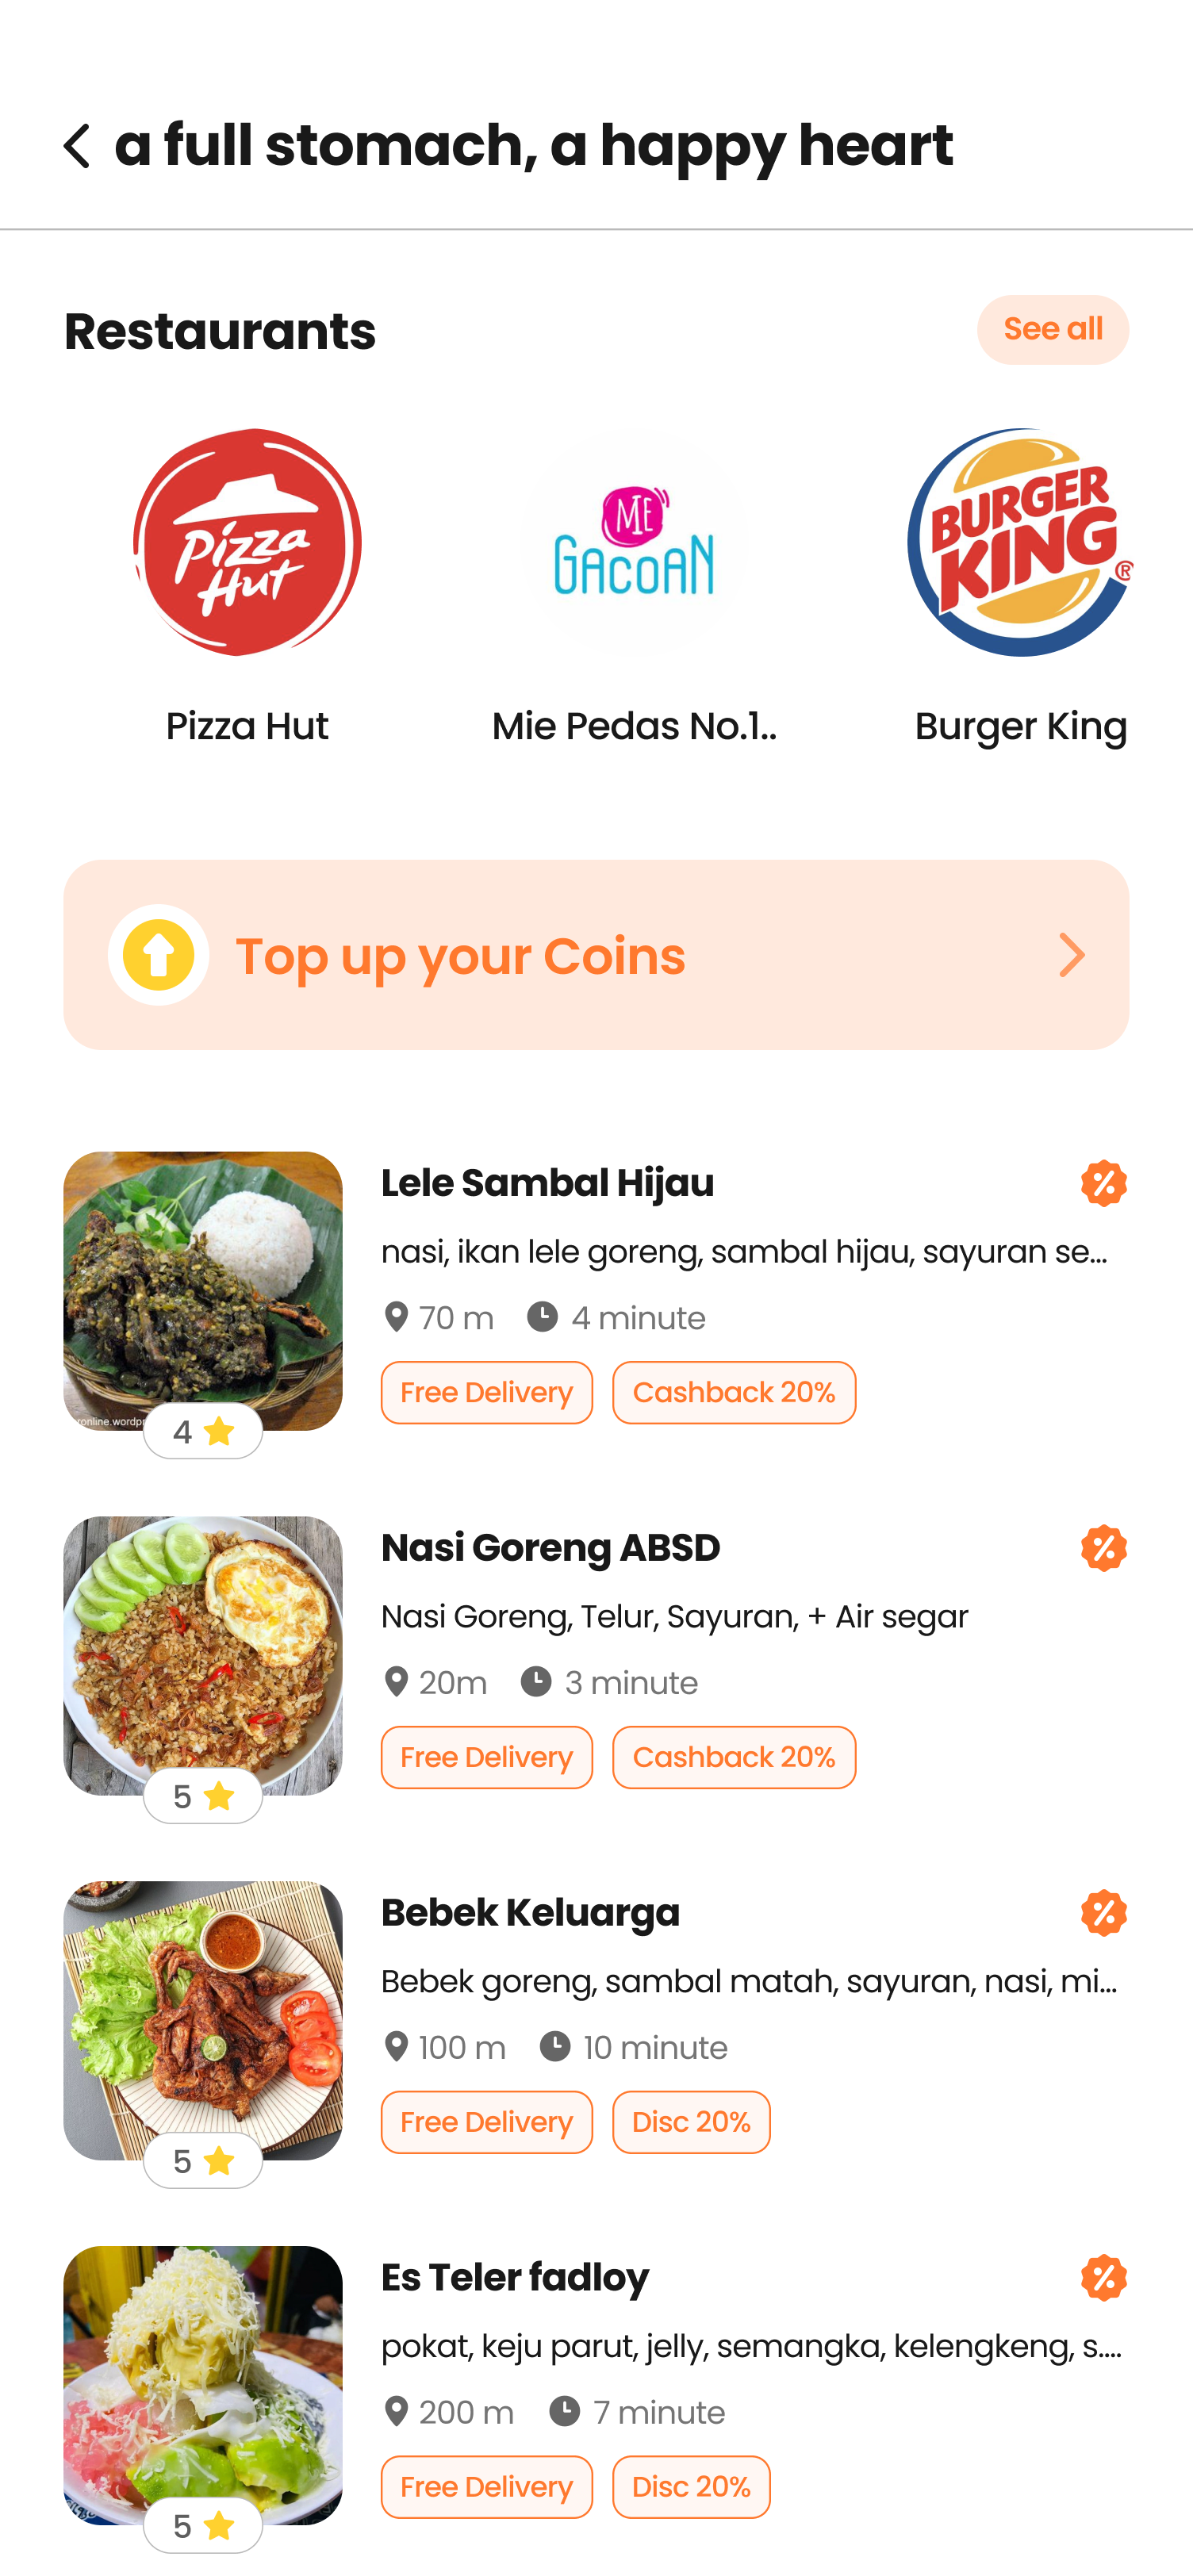 a full stomach, a happy heart
Restaurants
See all
Pizza
Hut
MIE
GACOAN
BURGER
KING
®
Pizza Hut
Mie Pedas No.1..
Burger King
Top up your Coins
Lele Sambal Hijau
nasi, ikan lele goreng, sambal hijau, sayuran se...
70 m 4 minute
Free Delivery Cashback 20%
4
Nasi Goreng ABSD
Nasi Goreng, Telur, Sayuran, + Air segar
20m 3 minute
Free Delivery Cashback 20%
5
Bebek Keluarga
Bebek goreng, sambal matah, sayuran, nasi, mi...
100 m 10 minute
Free Delivery Disc 20%
5
Es Teler fadloy
pokat, keju parut, jelly, semangka, kelengkeng, s....
200 m 7 minute
Free Delivery Disc 20%
5